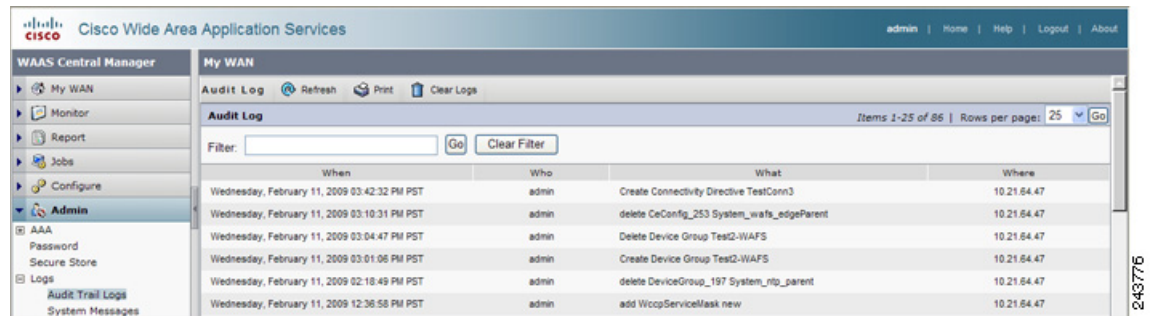 cisco Cisco Wide Area Application Services admin | Home | Help | Logout | About
WAAS Central Manager
My WAN
My WAN
Monitor
Report
Jobs
Configure
Admin
AAA
Password
Secure Store
Logs
Audit Trail Logs
System Messages
Audit Log Refresh Print Clear Logs
Audit Log Items 1-25 of 86 | Rows per page: 25 Go
Filter: Go Clear Filter
When Who What Where
Wednesday, February 11, 2009 03:42:32 PM PST admin Create Connectivity Directive TestConn3 10.21.64.47
Wednesday, February 11, 2009 03:10:31 PM PST admin delete CeConfig_253 System_wafs_edgeParent 10.21.64.47
Wednesday, February 11, 2009 03:04:47 PM PST admin Delete Device Group Test2-WAFS 10.21.64.47
Wednesday, February 11, 2009 03:01:06 PM PST admin Create Device Group Test2-WAFS 10.21.64.47
Wednesday, February 11, 2009 02:18:49 PM PST admin delete DeviceGroup_197 System_ntp_parent 10.21.64.47
Wednesday, February 11, 2009 12:36:58 PM PST admin add WccpServiceMask new 10.21.64.47
243776